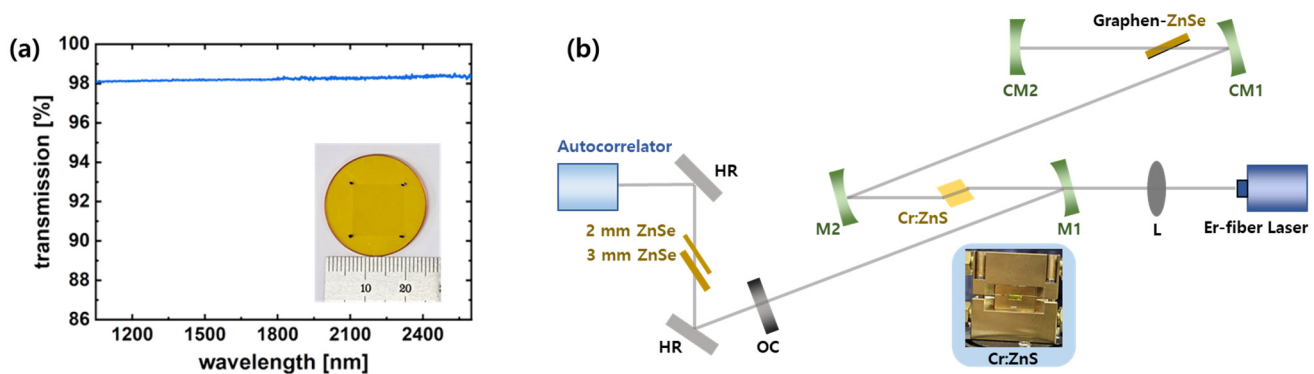 (a)
100
98
96
94
92
90
88
86
transmission [%]
10 20
1200 1500 1800 2100 2400
wavelength [nm]
(b)
Graphen-ZnSe
CM2
CM1
Autocorrelator
HR
M2
Cr:ZnS
M1
L
Er-fiber Laser
2 mm ZnSe
3 mm ZnSe
HR
OC
Cr:ZnS